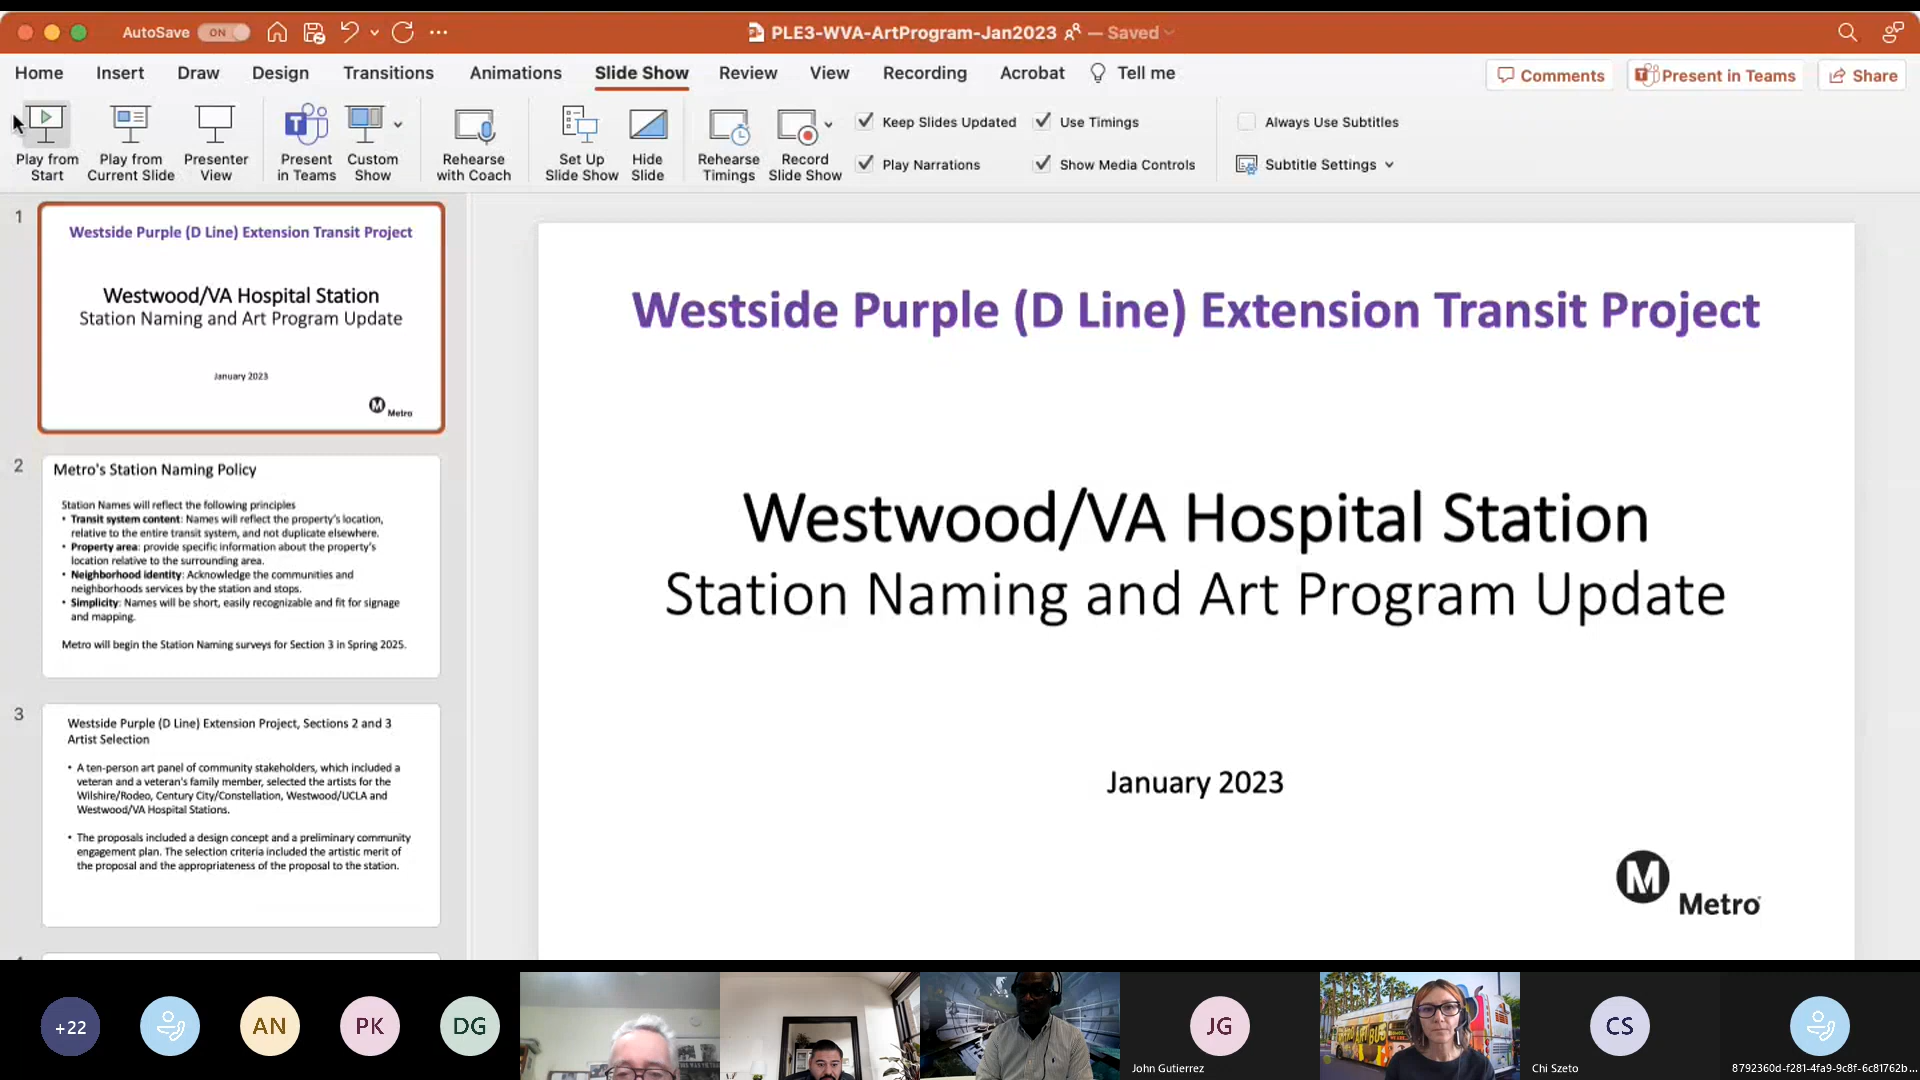 AutoSave ON PLE3-WVA-ArtProgram-Jan2023 — Saved
Home Insert Draw Design Transitions Animations Slide Show Review View Recording Acrobat Tell me Comments Present in Teams Share
Play from Start
Play from Current Slide
Presenter View
Present in Teams
Custom Show
Rehearse with Coach
Set Up Slide Show
Hide Slide
Rehearse Timings
Record Slide Show
Keep Slides Updated
Play Narrations
Use Timings
Show Media Controls
Always Use Subtitles
Subtitle Settings
1
Westside Purple (D Line) Extension Transit Project
Westwood/VA Hospital Station
Station Naming and Art Program Update
January 2023
M Metro
2
Metro's Station Naming Policy
Station Names will reflect the following principles
• Transit system content: Names will reflect the property's location,
relative to the entire transit system, and not duplicate elsewhere.
• Property area: provide specific information about the property's
location relative to the surrounding area.
• Neighborhood identity: Acknowledge the communities and
neighborhoods services by the station and stops.
• Simplicity: Names will be short, easily recognizable and fit for signage
and mapping.
Metro will begin the Station Naming surveys for Section 3 in Spring 2025.
3
Westside Purple (D Line) Extension Project, Sections 2 and 3
Artist Selection
• A ten-person art panel of community stakeholders, which included a
veteran and a veteran's family member, selected the artists for the
Wilshire/Rodeo, Century City/Constellation, Westwood/UCLA and
Westwood/VA Hospital Stations.
• The proposals included a design concept and a preliminary community
engagement plan. The selection criteria included the artistic merit of
the proposal and the appropriateness of the proposal to the station.
Westside Purple (D Line) Extension Transit Project
Westwood/VA Hospital Station
Station Naming and Art Program Update
January 2023
M Metro
+22
AN
PK
DG
JG
John Gutierrez
CS
Chi Szeto
8792360d-f281-4fa9-9c8f-6c81762b...